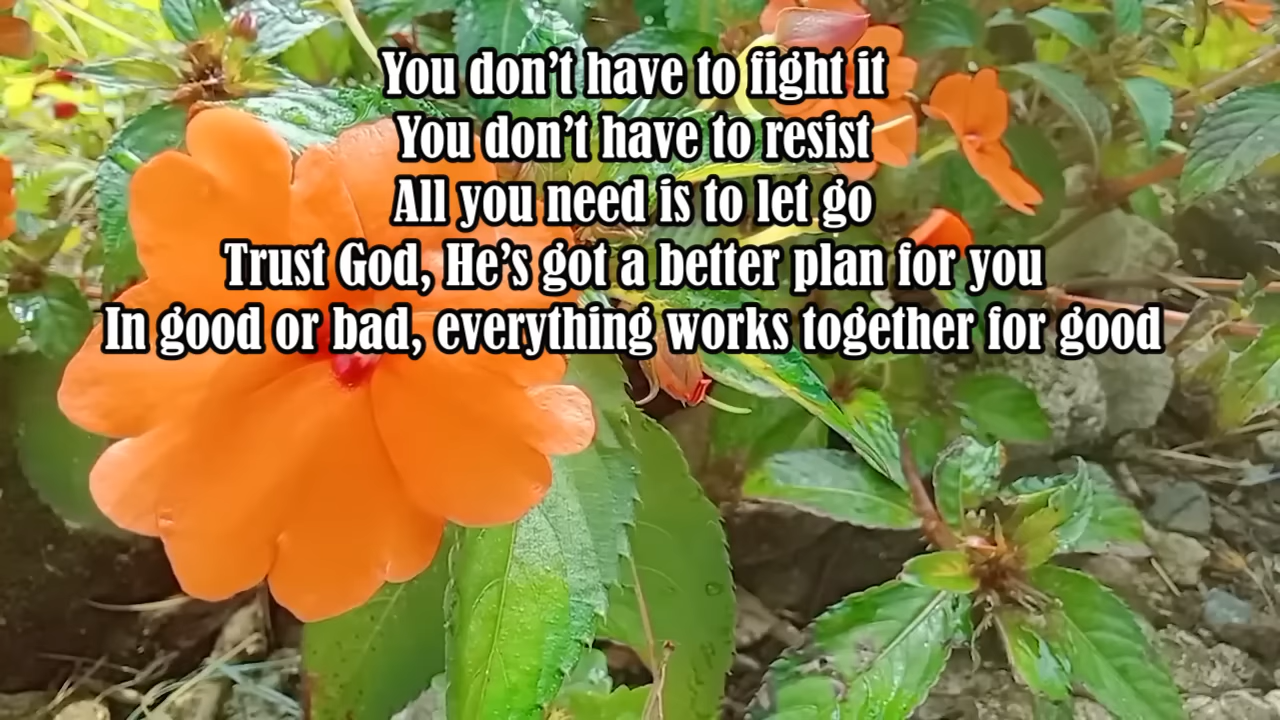 You don’t have to fight it
You don’t have to resist
All you need is to let go
Trust God, He’s got a better plan for you
In good or bad, everything works together for good